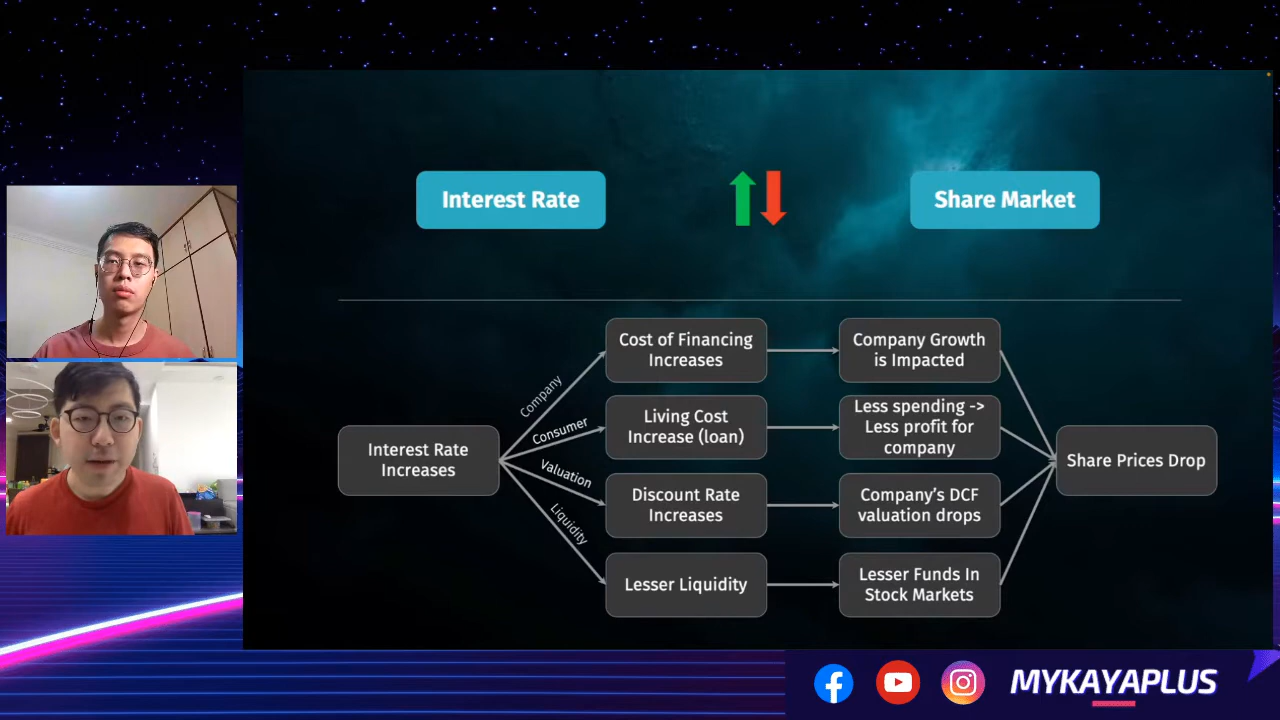 Interest Rate
Share Market
Interest Rate
Increases
Company
Consumer
Valuation
Liquidity
Cost of Financing
Increases
Living Cost
Increase (loan)
Discount Rate
Increases
Lesser Liquidity
Company Growth
is Impacted
Less spending ->
Less profit for
company
Company's DCF
valuation drops
Lesser Funds In
Stock Markets
Share Prices Drop
MYKAYAPLUS